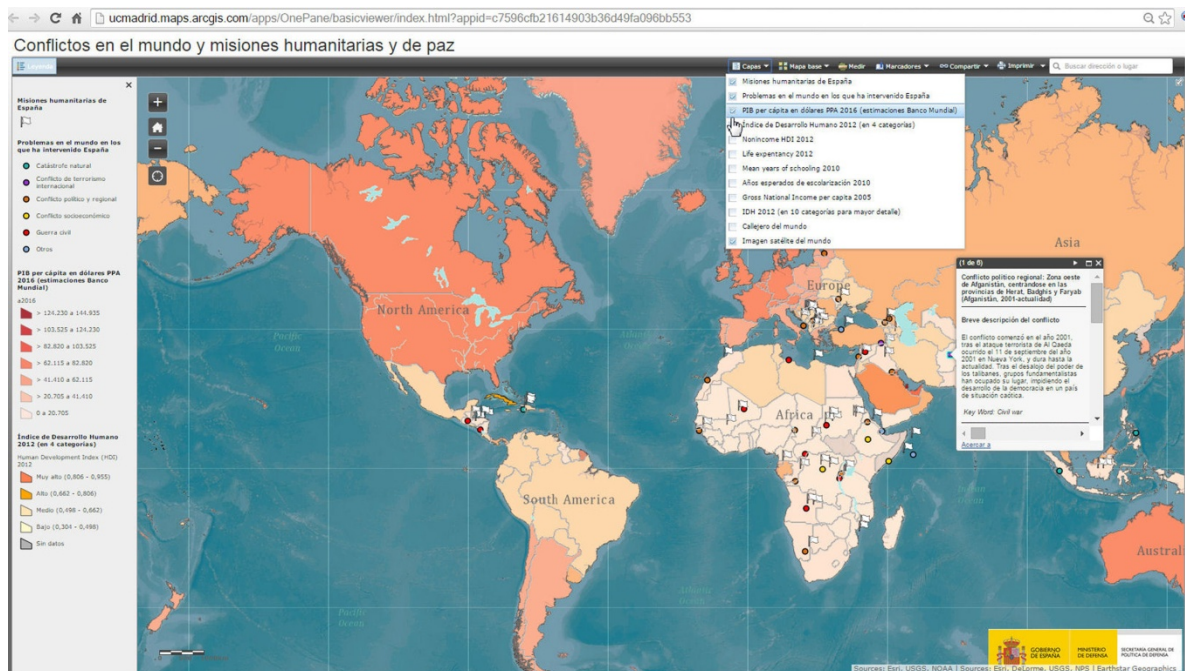 ucmadrid.maps.arcgis.com/apps/OnePane/basicviewer/index.html?appid=c7596cfb21614903b36d49fa096bb553
Conflictos en el mundo y misiones humanitarias y de paz
Leyenda
Capas
Mapa base
Medir
Marcadores
Compartir
Imprimir
Buscar dirección o lugar
Misiones humanitarias de
España
Problemas en el mundo en los
que ha intervenido España
Catástrofe natural
Conflicto de terrorismo
internacional
Conflicto político y regional
Conflicto socioeconómico
Guerra civil
Otros
PIB per cápita en dólares PPA
2016 (estimaciones Banco
Mundial)
a2016
> 124.230 a 144.935
> 103.525 a 124.230
> 82.820 a 103.525
> 62.115 a 82.820
> 41.410 a 62.115
> 20.705 a 41.410
0 a 20.705
Índice de Desarrollo Humano
2012 (en 4 categorías)
Human Development Index (HDI)
2012
Muy alto (0,806 - 0,955)
Alto (0,662 - 0,806)
Medio (0,498 - 0,662)
Bajo (0,304 - 0,498)
Sin datos
Misiones humanitarias de España
Problemas en el mundo en los que ha intervenido España
PIB per cápita en dólares PPA 2016 (estimaciones Banco Mundial)
Índice de Desarrollo Humano 2012 (en 4 categorías)
Nonincome HDI 2012
Life expentancy 2012
Mean years of schooling 2010
Años esperados de escolarización 2010
Gross National Income per capita 2005
IDH 2012 (en 10 categorías para mayor detalle)
Callejero del mundo
Imagen satélite del mundo
Asia
Europe
North America
Pacific
Ocean
Africa
South America
Australi
Pacific
Ocean
Atlantic
Ocean
(1 de 6)
Conflicto político regional: Zona oeste
de Afganistán, centrandose en las
provincias de Herat, Badghis y Faryab
(Afganistán, 2001-actualidad)
Breve descripción del conflicto
El conflicto comenzó en el año 2001,
tras el ataque terrorista de Al Qaeda
ocurrido el 11 de septiembre del año
2001 en Nueva York, y dura hasta la
actualidad. Tras el desalojo del poder de
los talibanes, grupos fundamentalistas
han ocupado su lugar, impidiendo el
desarrollo de la democracia en un país
de situación caótica.
Key Word: Civil war
Acercar a
GOBIERNO
DE ESPAÑA
MINISTERIO
DE DEFENSA
SECRETARÍA GENERAL DE
POLÍTICA DE DEFENSA
Sources: Esri, USGS, NOAA | Sources: Esri, DeLorme, USGS, NPS | Earthstar Geographics